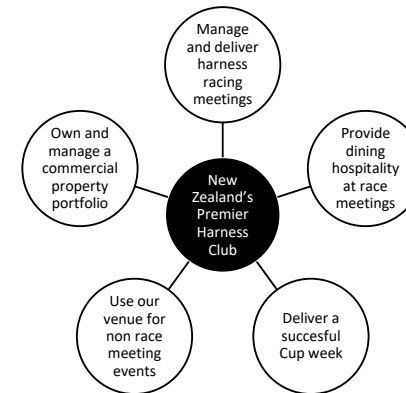 Manage
and deliver
harness
racing
meetings
Own and
manage a
commercial
property
portfolio
New
Zealand's
Premier
Harness
Club
Provide
dining
hospitality
at race
meetings
Use our
venue for
non race
meeting
events
Deliver a
succesful
Cup week